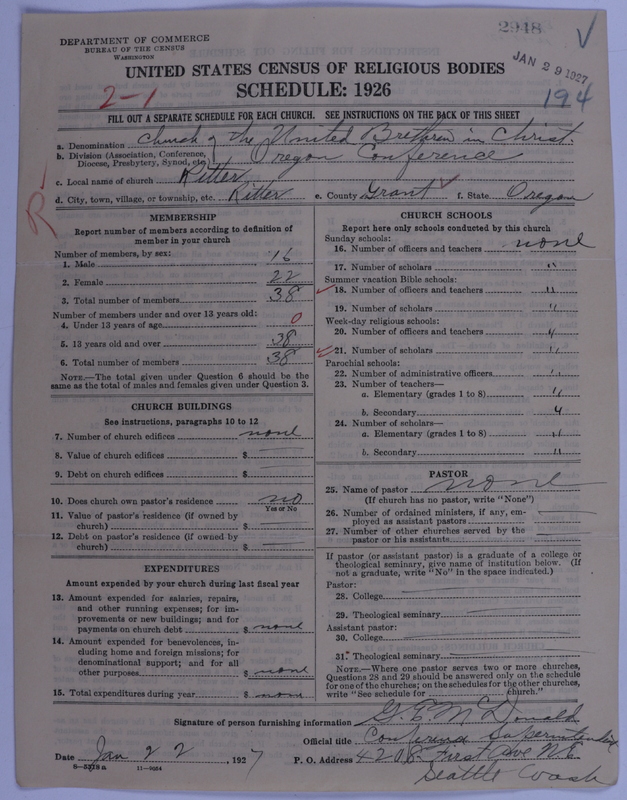 2948
DEPARTMENT OF COMMERCE
BUREAU OF THE CENSUS
WASHINGTON
JAN 29 1927
UNITED STATES CENSUS OF RELIGIOUS BODIES
SCHEDULE: 1926
2-1
194
FILL OUT A SEPARATE SCHEDULE FOR EACH CHURCH. SEE INSTRUCTIONS ON THE BACK OF THIS SHEET
a. Denomination Church of the United Brethren in Christ.
b. Division (Association, Conference, Diocese, Presbytery, Synod, etc.) Oregon Conference
c. Local name of church Ritter
d. City, town, village, or township, etc. Ritter e. County Grant f. State Oregon
R
MEMBERSHIP
Report number of members according to definition of
member in your church
Number of members, by sex:
1. Male 16
2. Female 22
3. Total number of members 38
Number of members under and over 13 years old:
4. Under 13 years of age 0
5. 13 years old and over 38
6. Total number of members 38
NOTE.—The total given under Question 6 should be the
same as the total of males and females given under Question 3.
CHURCH BUILDINGS
See instructions, paragraphs 10 to 12
7. Number of church edifices none
8. Value of church edifices $
9. Debt on church edifices $
10. Does church own pastor's residence no
Yes or No
11. Value of pastor's residence (if owned by
church) $
12. Debt on pastor's residence (if owned by
church) $
EXPENDITURES
Amount expended by your church during last fiscal year
13. Amount expended for salaries, repairs,
and other running expenses; for im-
provements or new buildings; and for
payments on church debt $ none
14. Amount expended for benevolences, in-
cluding home and foreign missions; for
denominational support; and for all
other purposes $ none
15. Total expenditures during year $ none
CHURCH SCHOOLS
Report here only schools conducted by this church
Sunday schools:
16. Number of officers and teachers none
17. Number of scholars "
Summer vacation Bible schools:
18. Number of officers and teachers "
19. Number of scholars "
Week-day religious schools:
20. Number of officers and teachers "
21. Number of scholars "
Parochial schools:
22. Number of administrative officers "
23. Number of teachers—
a. Elementary (grades 1 to 8) "
b. Secondary "
24. Number of scholars—
a. Elementary (grades 1 to 8) "
b. Secondary "
PASTOR
25. Name of pastor none
(If church has no pastor, write "None")
26. Number of ordained ministers, if any, em-
ployed as assistant pastors
27. Number of other churches served by the
pastor or his assistants
If pastor (or assistant pastor) is a graduate of a college or
theological seminary, give name of institution below. (If
not a graduate, write "No" in the space indicated.)
Pastor:
28. College
29. Theological seminary
Assistant pastor:
30. College
31. Theological seminary
NOTE.—Where one pastor serves two or more churches,
Questions 28 and 29 should be answered only on the schedule
for one of the churches; on the schedules for the other churches,
write "See schedule for church."
Signature of person furnishing information G. E. McDonald
Official title Conference Superintendent
Date Jan 22, 1927 P. O. Address 4208 First Ave N E
Seattle Wash
8—5378a 11—9064